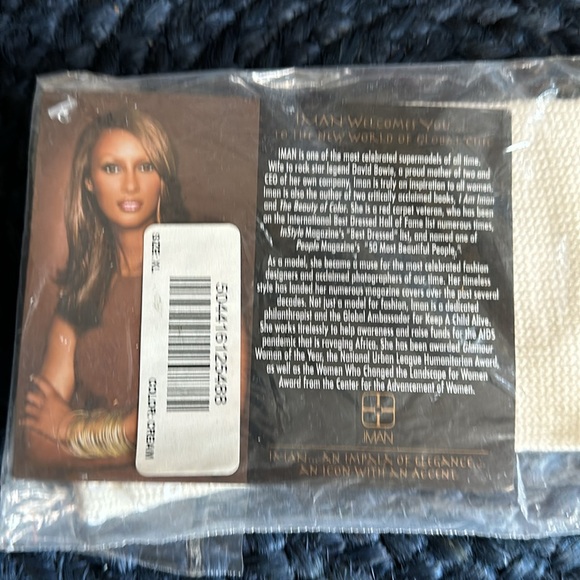 IMAN WELCOMES YOU
TO THE NEW WORLD OF GLOBAL CHIC
IMAN is one of the most celebrated supermodels of all time.
Wife to rock star legend David Bowie, a proud mother of two and
CEO of her own company, Iman is truly an inspiration to all women.
Iman is also the author of two critically acclaimed books, I Am Iman
and The Beauty of Color. She is a red carpet veteran, who has been
on the International Best Dressed Hall of Fame list numerous times,
InStyle Magazine's "Best Dressed" list, and named one of
People Magazine's "50 Most Beautiful People."
As a model, she became a muse for the most celebrated fashion
designers and acclaimed photographers of our time. Her timeless
style has landed her numerous magazine covers over the past several
decades. Not just a model for fashion, Iman is a dedicated
philanthropist and the Global Ambassador for Keep A Child Alive.
She works tirelessly to help awareness and raise funds for the AIDS
pandemic that is ravaging Africa. She has been awarded Glamour
Woman of the Year, the National Urban League Humanitarian Award,
as well as the Women Who Changed the Landscape for Women
Award from the Center for the Advancement of Women.
IMAN
IMAN...AN IMPALA OF ELEGANCE...
AN ICON WITH AN ACCENT
SIZE: XL
5044161254688
COLOR: CREAM